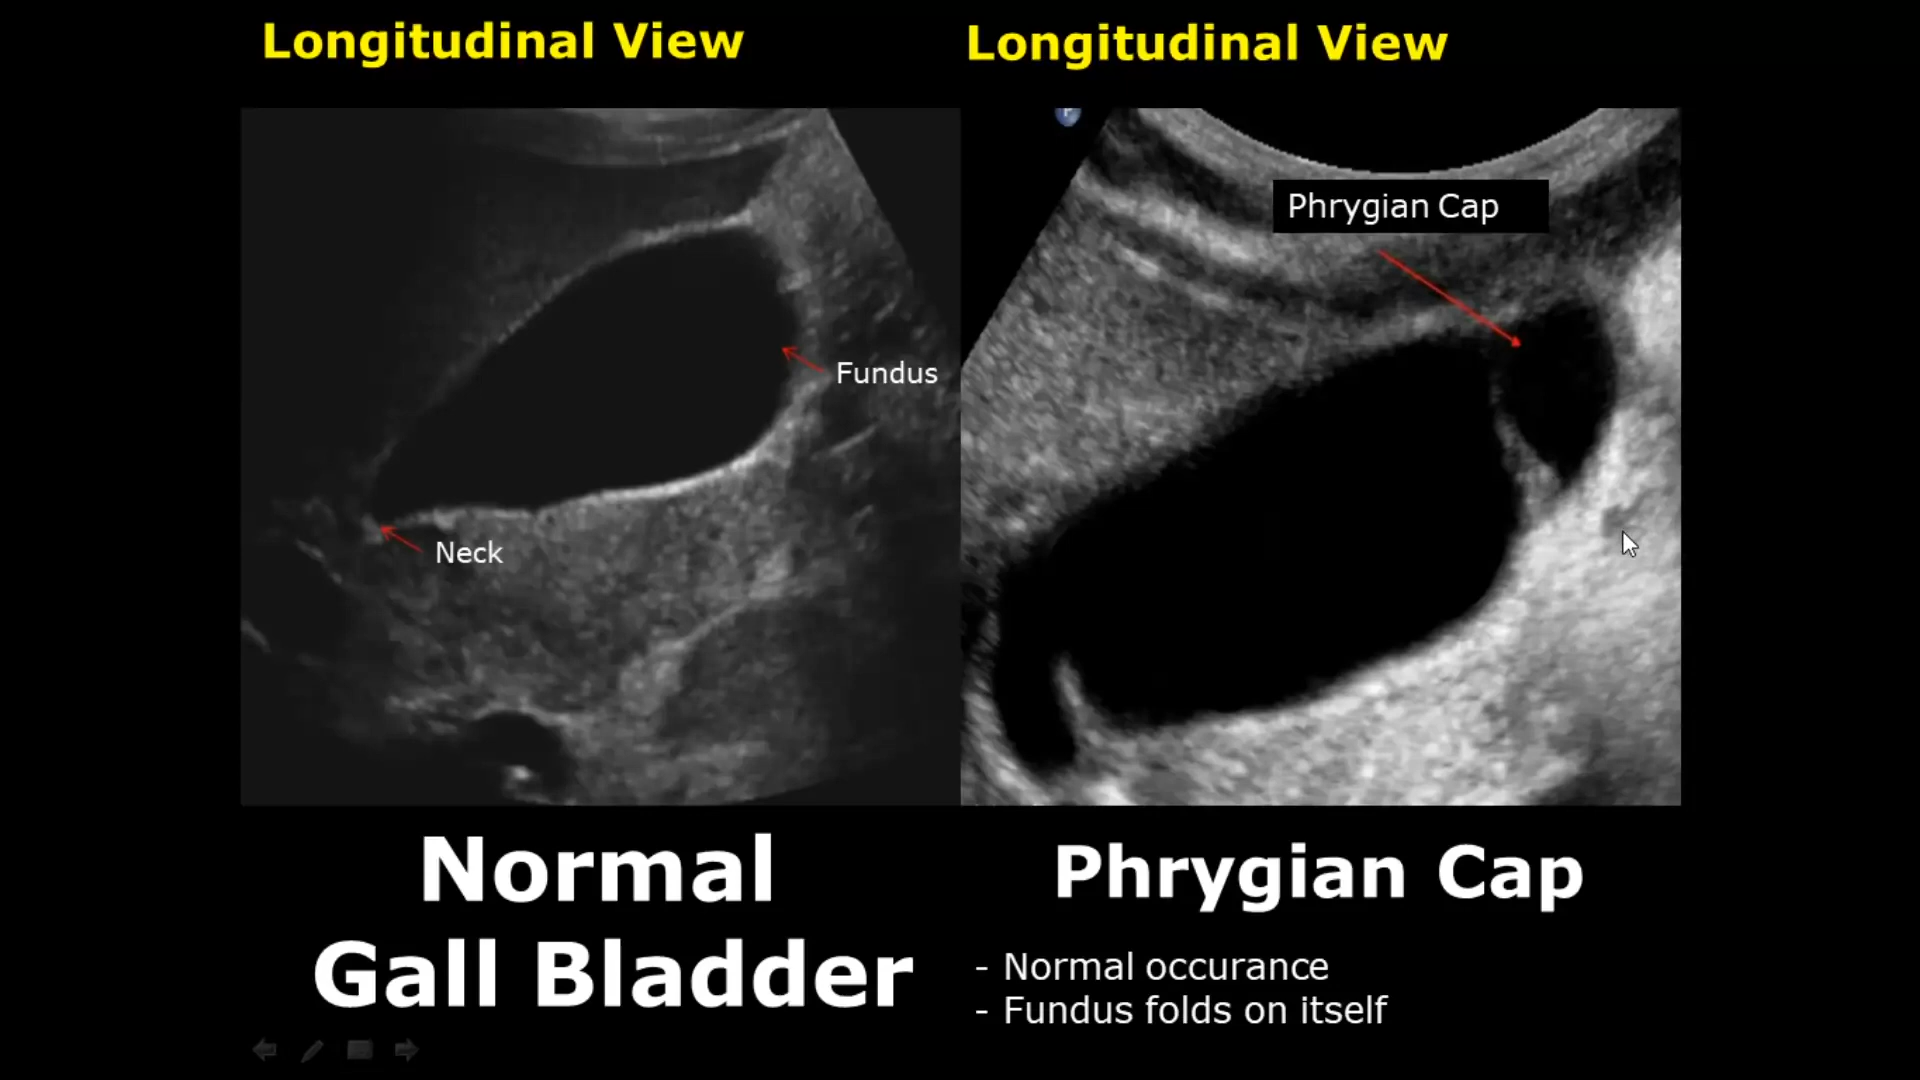 Longitudinal View
Longitudinal View
Phrygian Cap
Fundus
Neck
Normal
Gall Bladder
Phrygian Cap
- Normal occurance
- Fundus folds on itself